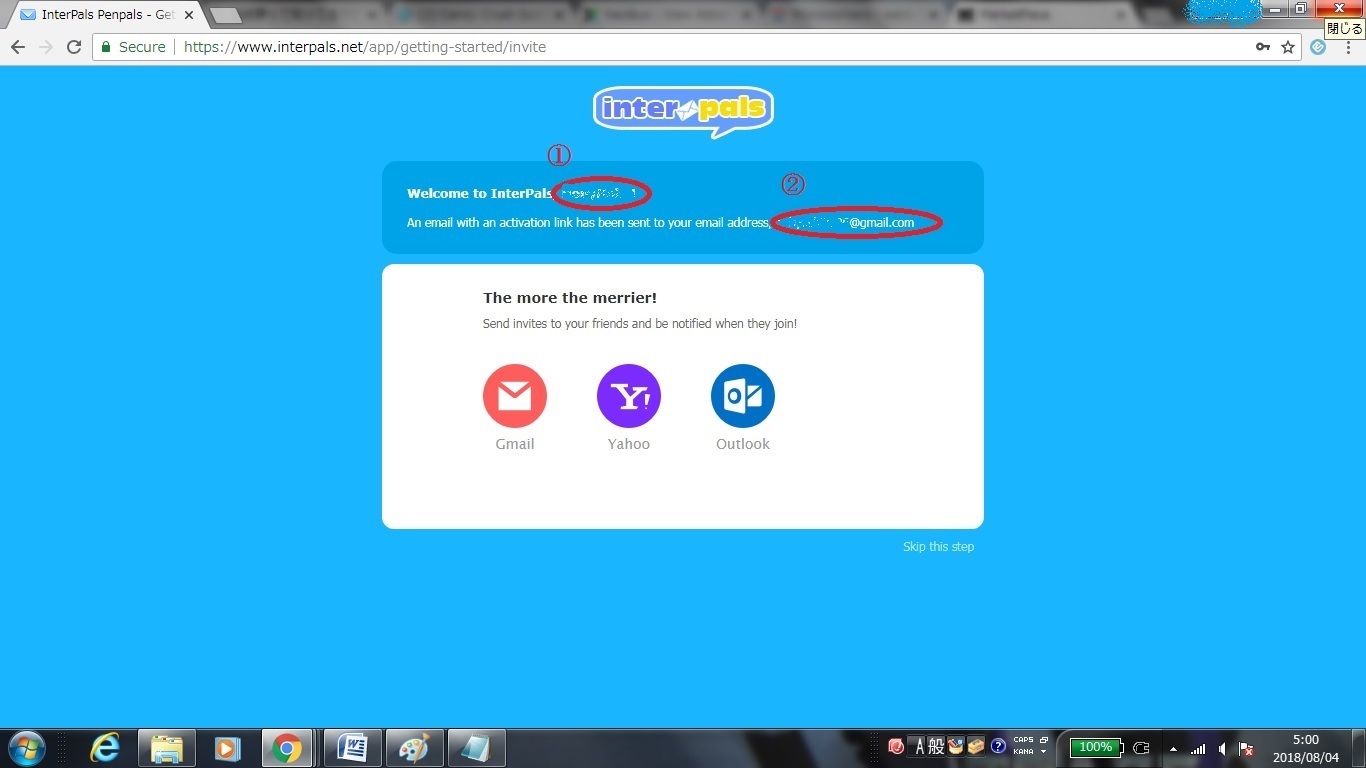 InterPals Penpals - Get
閉じる
Secure
https://www.interpals.net/app/getting-started/invite
inter pals
①
Welcome to InterPals
②
An email with an activation link has been sent to your email address, @gmail.com
The more the merrier!
Send invites to your friends and be notified when they join!
Gmail
Yahoo
Outlook
Skip this step
A 般
CAPS
KANA
100%
5:00
2018/08/04